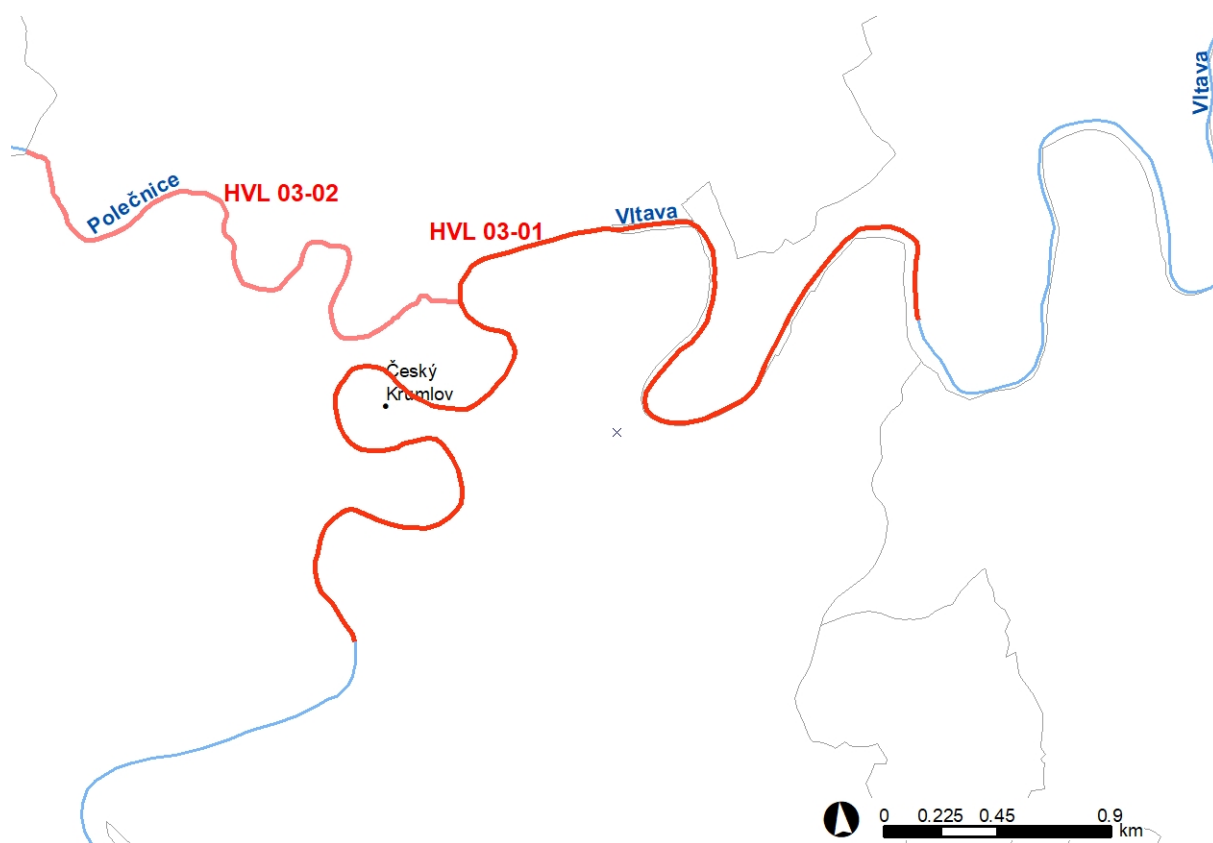 Vltava
Polečnice
HVL 03-02
Vltava
HVL 03-01
Český
Krumlov
0 0.225 0.45 0.9
km